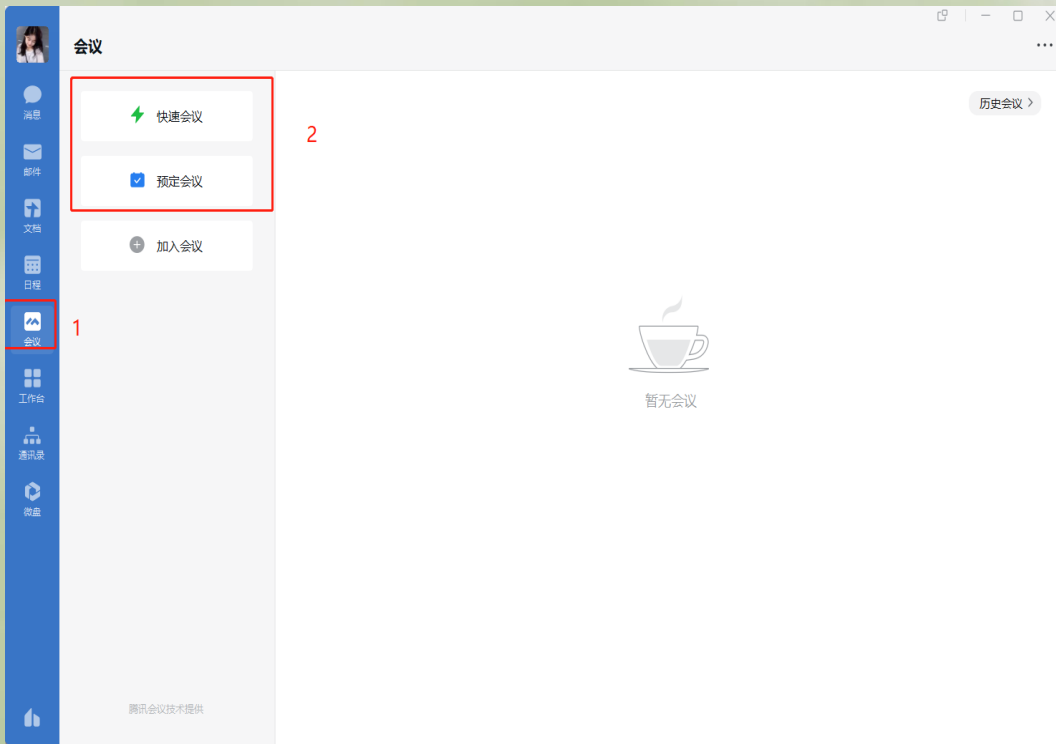 会议
消息
邮件
文档
日程
会议
1
工作台
通讯录
微盘
快速会议
预定会议
加入会议
2
历史会议
暂无会议
腾讯会议技术提供